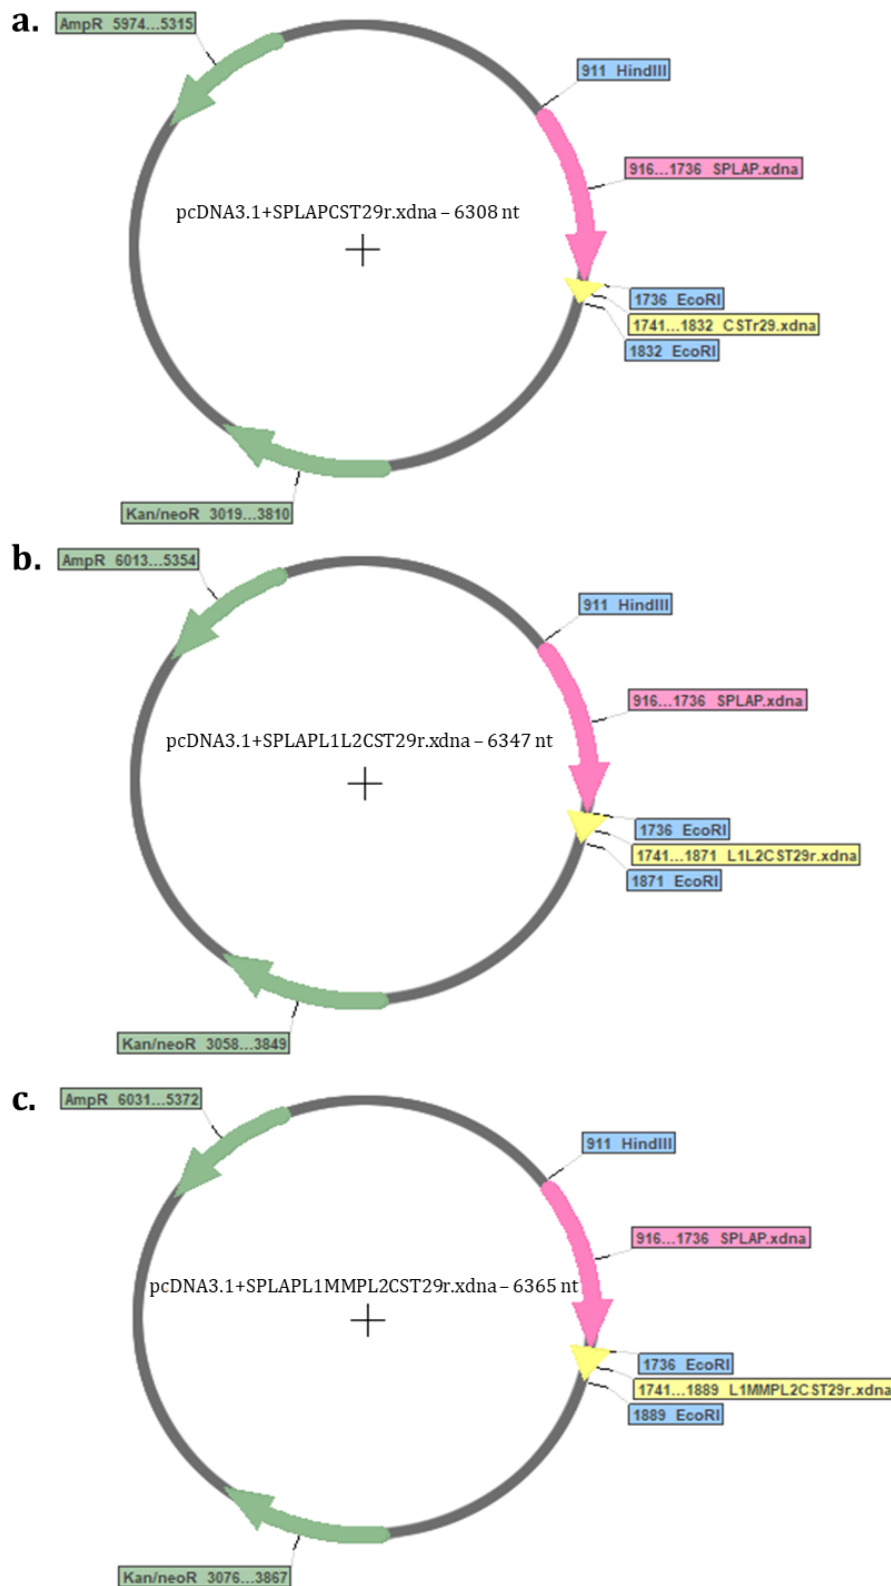 a.
AmpR 5974...5315
911 HindIII
916...1736 SPLAP.xdna
pcDNA3.1+SPLAPCST29r.xdna – 6308 nt
1736 EcoRI
1741...1832 CSTr29.xdna
1832 EcoRI
Kan/neoR 3019...3810
b.
AmpR 6013...5354
911 HindIII
916...1736 SPLAP.xdna
pcDNA3.1+SPLAPL1L2CST29r.xdna – 6347 nt
1736 EcoRI
1741...1871 L1L2CST29r.xdna
1871 EcoRI
Kan/neoR 3058...3849
c.
AmpR 6031...5372
911 HindIII
916...1736 SPLAP.xdna
pcDNA3.1+SPLAPL1MMPL2CST29r.xdna – 6365 nt
1736 EcoRI
1741...1889 L1MMPL2CST29r.xdna
1889 EcoRI
Kan/neoR 3076...3867